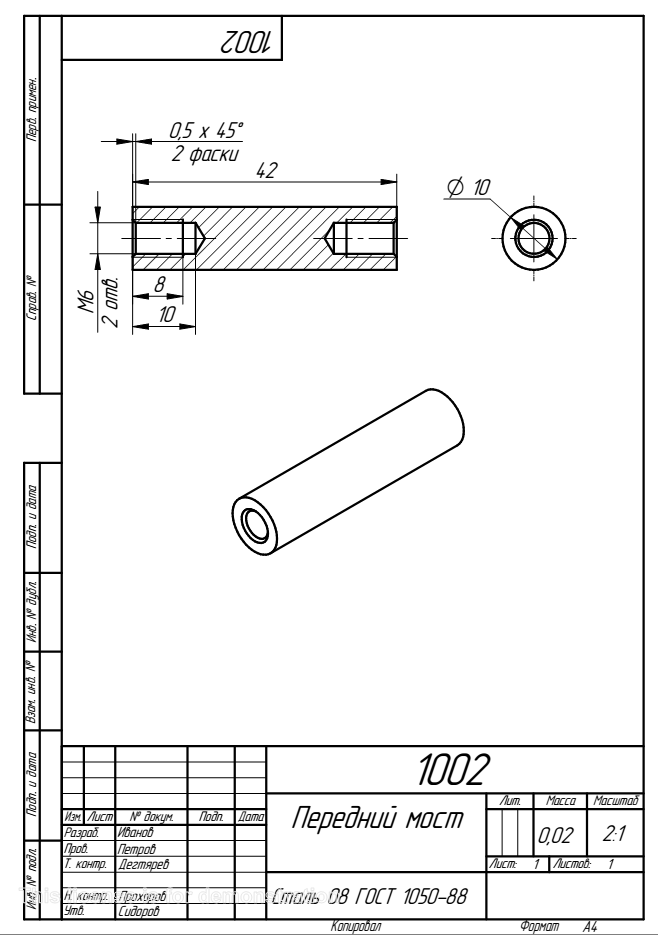 1002
Перв. примен.
Справ. №
Подп. и дата
Инв. № дубл.
Взам. инв. №
Подп. и дата
Инв. № подл.
0,5 x 45°
2 фаски
42
∅ 10
М6
2 отв.
8
10
1002
Передний мост
Лит. Масса Масштаб
0,02 2:1
Лист: 1 Листов: 1
Изм. Лист № докум. Подп. Дата
Разраб. Иванов
Пров. Петров
Т. контр. Дегтярев
Н. контр. Прохоров
Утв. Сидоров
Сталь 08 ГОСТ 1050-88
Копировал Формат А4